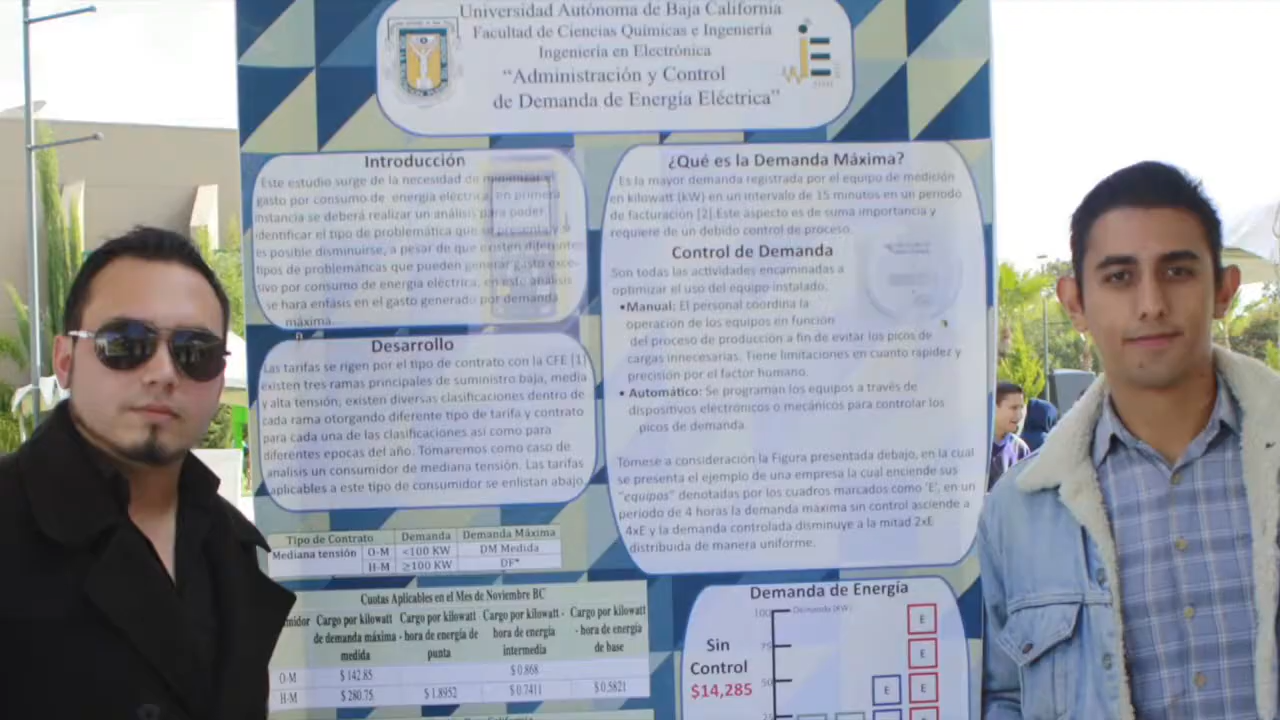 Universidad Autónoma de Baja California
Facultad de Ciencias Químicas e Ingeniería
Ingeniería en Electrónica
“Administración y Control
de Demanda de Energía Eléctrica”
Introducción
Este estudio surge de la necesidad de minimizar el
gasto por consumo de energía eléctrica, en primera
instancia se deberá realizar un análisis para poder
identificar el tipo de problemática que se presenta y si
es posible disminuirse, a pesar de que existen diferentes
tipos de problemáticas que pueden generar gasto exce-
sivo por consumo de energía eléctrica, en este análisis
se hara enfasis en el gasto generado por demanda
máxima.
Desarrollo
Las tarifas se rigen por el tipo de contrato con la CFE [1]
existen tres ramas principales de suministro baja, media
y alta tensión; existen diversas clasificaciones dentro de
cada rama otorgando diferente tipo de tarifa y contrato
para cada una de las clasificaciones así como para
diferentes epocas del año. Tomaremos como caso de
analisis un consumidor de mediana tensión. Las tarifas
aplicables a este tipo de consumidor se enlistan abajo.
Tipo de Contrato Demanda Demanda Máxima
Mediana tensión O-M <100 KW DM Medida
H-M ≥100 KW DF*
Cuotas Aplicables en el Mes de Noviembre BC
midor Cargo por kilowatt Cargo por kilowatt Cargo por kilowatt - Cargo por kilowatt
de demanda máxima - hora de energía de hora de energía - hora de energía
medida punta intermedia de base
O-M $ 142.85 $ 0.868
H-M $ 280.75 $ 1.8952 $ 0.7411 $ 0.5821
¿Qué es la Demanda Máxima?
Es la mayor demanda registrada por el equipo de medición
en kilowatt (kW) en un intervalo de 15 minutos en un periodo
de facturación [2].Este aspecto es de suma importancia y
requiere de un debido control de proceso.
Control de Demanda
Son todas las actividades encaminadas a
optimizar el uso del equipo instalado.
•Manual: El personal coordina la
operación de los equipos en función
del proceso de producción a fin de evitar los picos de
cargas innecesarias. Tiene limitaciones en cuanto rapidez y
precisión por el factor humano.
• Automático: Se programan los equipos a través de
dispositivos electrónicos o mecánicos para controlar los
picos de demanda
Tómese a consideración la Figura presentada debajo, en la cual
se presenta el ejemplo de una empresa la cual enciende sus
“equipos” denotadas por los cuadros marcados como 'E', en un
periodo de 4 horas la demanda máxima sin control asciende a
4xE y la demanda controlada disminuye a la mitad 2xE
distribuida de manera uniforme.
Demanda de Energía
100 Demanda (KW)
E
Sin
Control
$14,285
75
E
50
E E
25